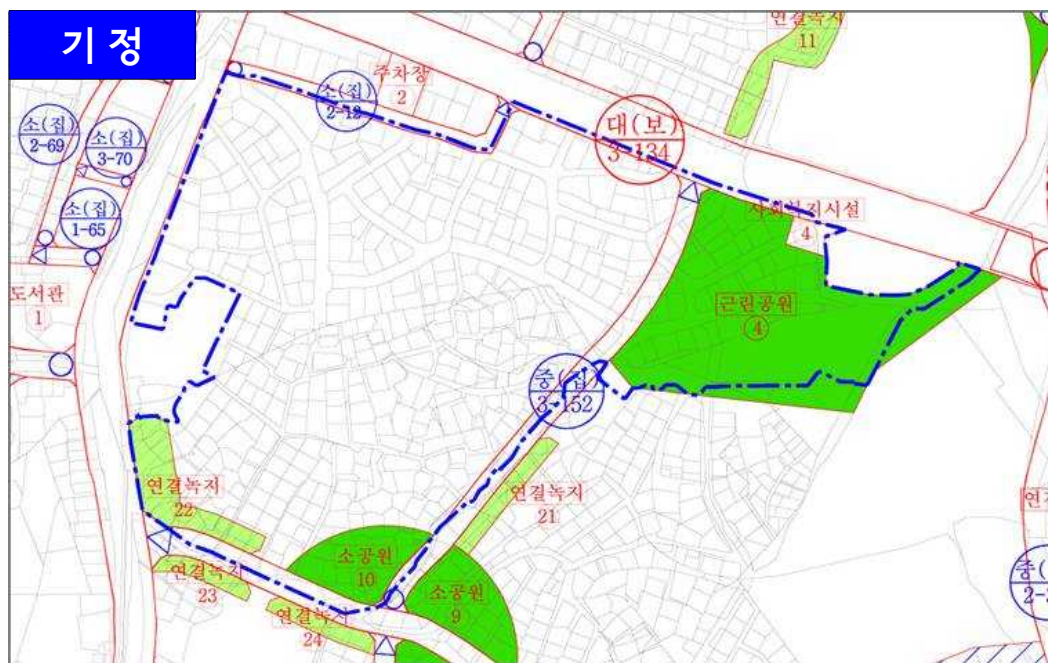 기 정
연결녹지
11
주차장
2
소(집)
2-12
소(집)
2-69
소(집)
3-70
대(보)
3-134
소(집)
1-65
사회복지시설
4
도서관
1
근린공원
4
중(집)
3-152
연결녹지
22
연결녹지
21
소공원
10
연결녹지
23
소공원
9
연결녹지
24